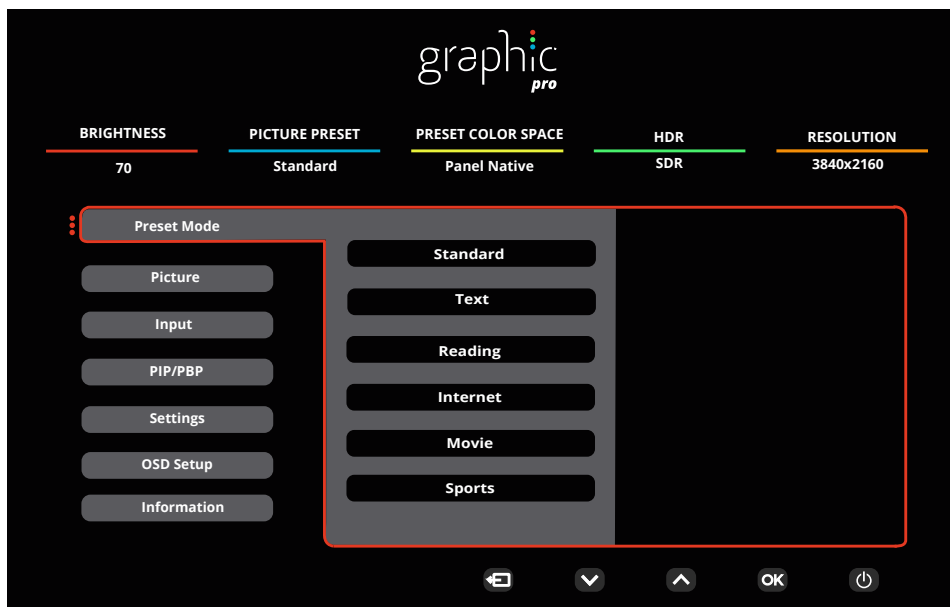 graphic
pro
BRIGHTNESS PICTURE PRESET PRESET COLOR SPACE HDR RESOLUTION
70 Standard Panel Native SDR 3840x2160
Preset Mode
Picture
Input
PIP/PBP
Settings
OSD Setup
Information
Standard
Text
Reading
Internet
Movie
Sports
OK